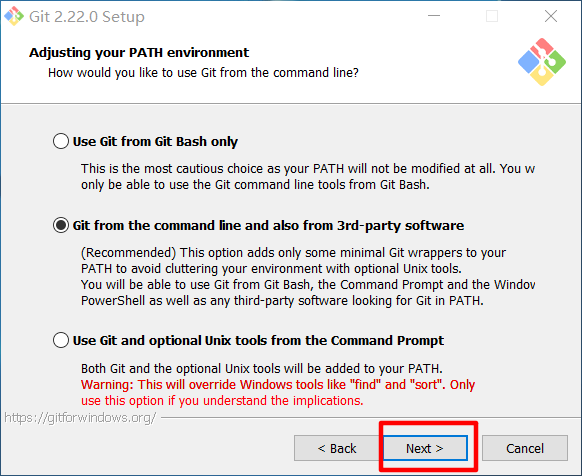 Git 2.22.0 Setup
Adjusting your PATH environment
How would you like to use Git from the command line?
Use Git from Git Bash only
This is the most cautious choice as your PATH will not be modified at all. You w
only be able to use the Git command line tools from Git Bash.
Git from the command line and also from 3rd-party software
(Recommended) This option adds only some minimal Git wrappers to your
PATH to avoid cluttering your environment with optional Unix tools.
You will be able to use Git from Git Bash, the Command Prompt and the Window
PowerShell as well as any third-party software looking for Git in PATH.
Use Git and optional Unix tools from the Command Prompt
Both Git and the optional Unix tools will be added to your PATH.
Warning: This will override Windows tools like "find" and "sort". Only
use this option if you understand the implications.
https://gitforwindows.org/
< Back
Next >
Cancel